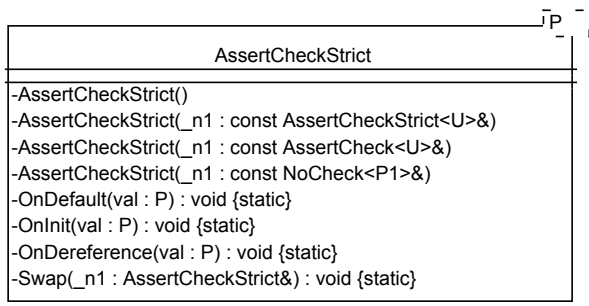 P
AssertCheckStrict
-AssertCheckStrict()
-AssertCheckStrict(_n1 : const AssertCheckStrict<U>&)
-AssertCheckStrict(_n1 : const AssertCheck<U>&)
-AssertCheckStrict(_n1 : const NoCheck<P1>&)
-OnDefault(val : P) : void {static}
-OnInit(val : P) : void {static}
-OnDereference(val : P) : void {static}
-Swap(_n1 : AssertCheckStrict&) : void {static}